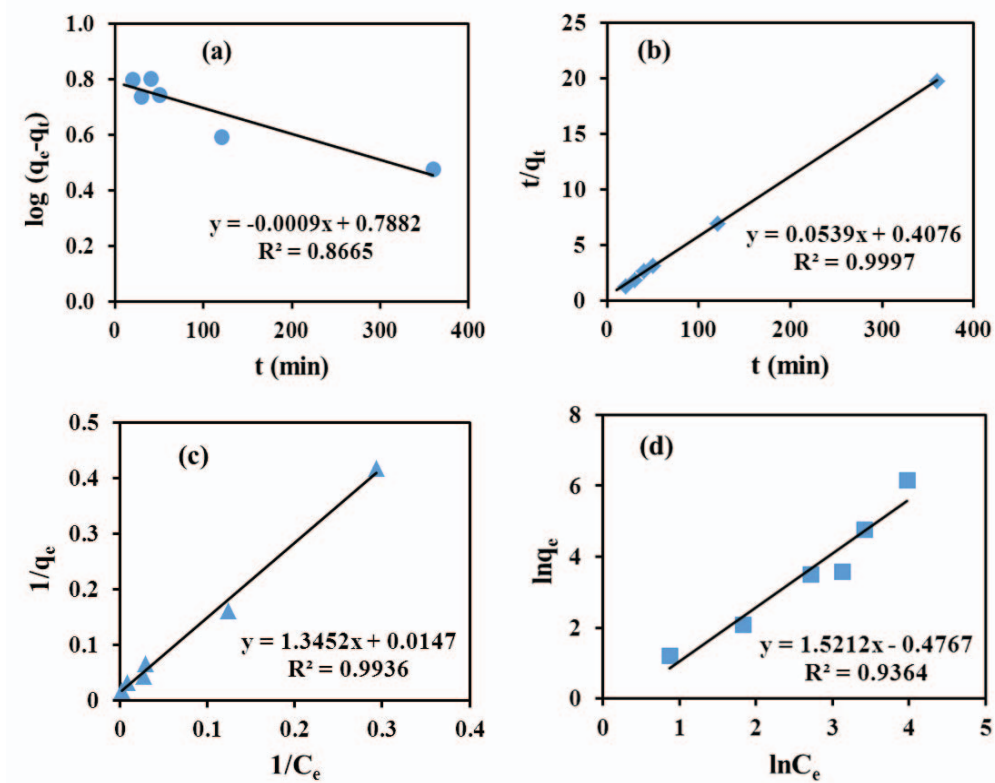 (a)
log (qₑ-qₜ)
1.0
0.8
0.6
0.4
0.2
0.0
y = -0.0009x + 0.7882
R² = 0.8665
0 100 200 300 400
t (min)
(b)
t/qₜ
25
20
15
10
5
0
y = 0.0539x + 0.4076
R² = 0.9997
0 100 200 300 400
t (min)
(c)
1/qₑ
0.5
0.4
0.3
0.2
0.1
0
y = 1.3452x + 0.0147
R² = 0.9936
0 0.1 0.2 0.3 0.4
1/Cₑ
(d)
lnqₑ
8
6
4
2
0
y = 1.5212x - 0.4767
R² = 0.9364
0 1 2 3 4 5
lnCₑ